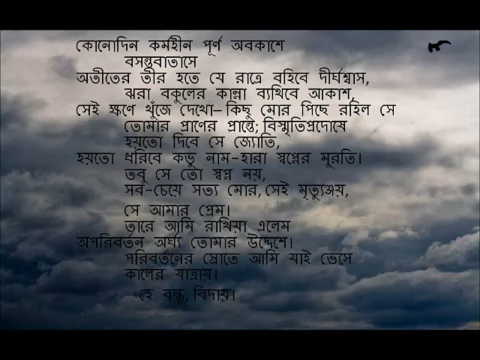 কোনোদিন কর্মহীন পূর্ণ অবকাশে
বসন্তবাতাসে
অতীতের তীর হতে যে রাত্রে বহিবে দীর্ঘশ্বাস,
ঝরা বকুলের কান্না ব্যথিবে আকাশ,
সেই ক্ষণে খুঁজে দেখো– কিছু মোর পিছে রহিল সে
তোমার প্রাণের প্রান্তে; বিস্মৃতিপ্রদোষে
হয়তো দিবে সে জ্যোতি,
হয়তো ধরিবে কভু নাম-হারা স্বপ্নের মুরতি।
তবু সে তো স্বপ্ন নয়,
সব-চেয়ে সত্য মোর, সেই মৃত্যুঞ্জয়,
সে আমার প্রেম।
তারে আমি রাখিয়া এলেম
অপরিবর্তন অর্ঘ্য তোমার উদ্দেশে।
পরিবর্তনের স্রোতে আমি যাই ভেসে
কালের যাত্রায়।
হে বন্ধু, বিদায়।